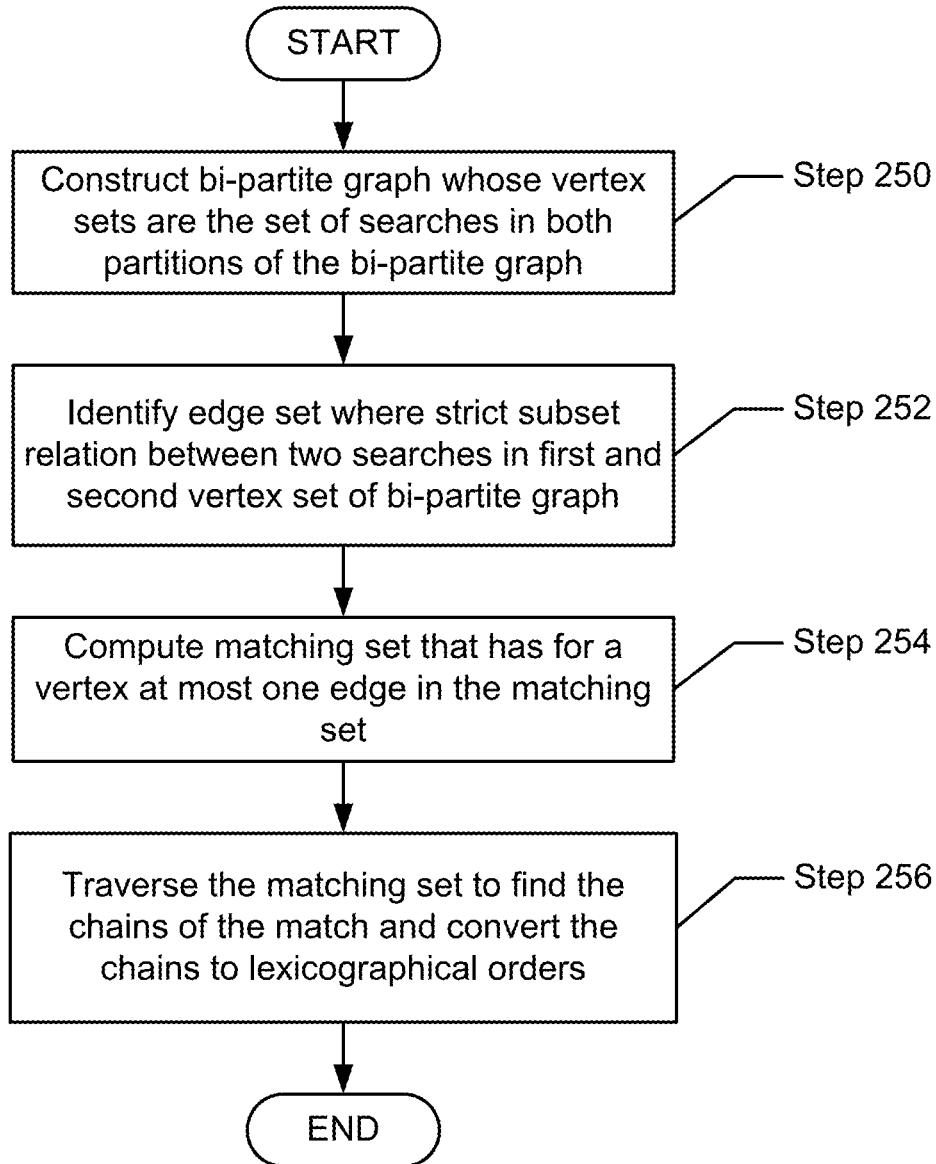 START
Construct bi-partite graph whose vertex
sets are the set of searches in both
partitions of the bi-partite graph
Step 250
Identify edge set where strict subset
relation between two searches in first and
second vertex set of bi-partite graph
Step 252
Compute matching set that has for a
vertex at most one edge in the matching
set
Step 254
Traverse the matching set to find the
chains of the match and convert the
chains to lexicographical orders
Step 256
END